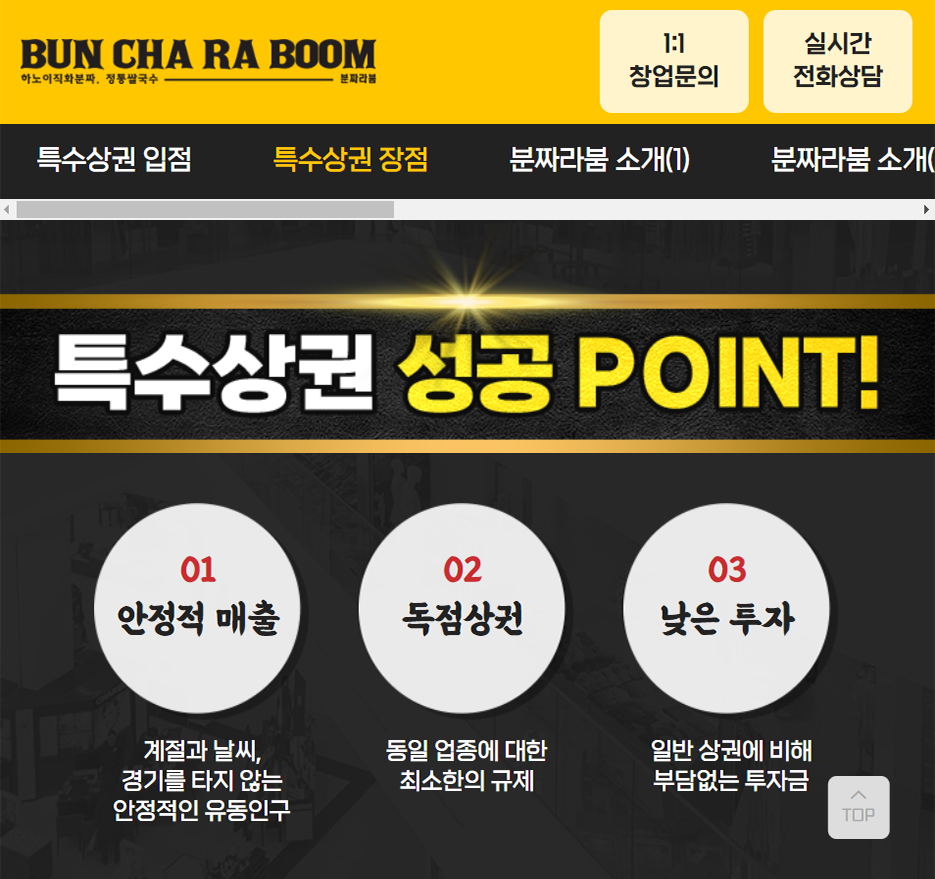 BUN CHA RA BOOM
하노이직화분짜, 정통쌀국수 분짜라붐
1:1
창업문의
실시간
전화상담
특수상권 입점 특수상권 장점 분짜라붐 소개(1) 분짜라붐 소개(
특수상권 성공 POINT!
01
안정적 매출
02
독점상권
03
낮은 투자
계절과 날씨,
경기를 타지 않는
안정적인 유동인구
동일 업종에 대한
최소한의 규제
일반 상권에 비해
부담없는 투자금
TOP